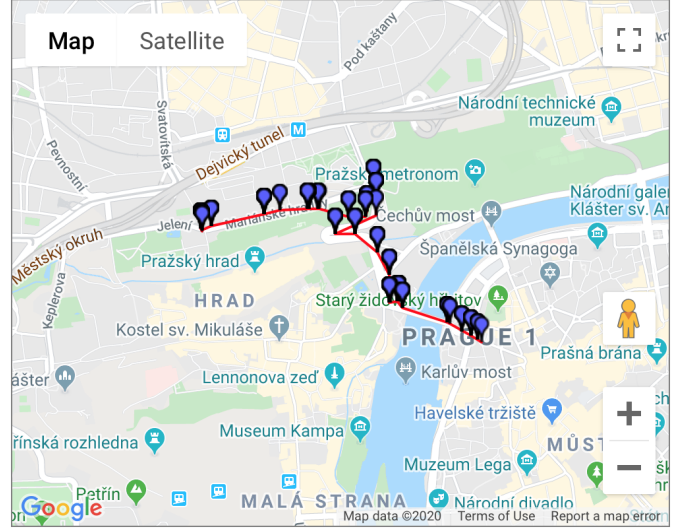 Map
Satellite
Pod kaštany
Národní technické
muzeum
Svatovítská
Dejvický tunel
M
Pevnostní
Pražský metronom
Národní galer
Klášter sv. An
Jelení
Mariánské hradby
Čechův most
Městský okruh
Španělská Synagoga
Pražský hrad
Keplerova
HRAD
Starý židovský hřbitov
Kostel sv. Mikuláše
PRAGUE 1
Prašná brána
ášter
Lennonova zeď
Karlův most
Havelské tržiště
řínská rozhledna
Museum Kampa
MŮST
Muzeum Lega
Petřín
MALÁ STRANA
Národní divadlo
Google
Map data ©2020
Terms of Use
Report a map error